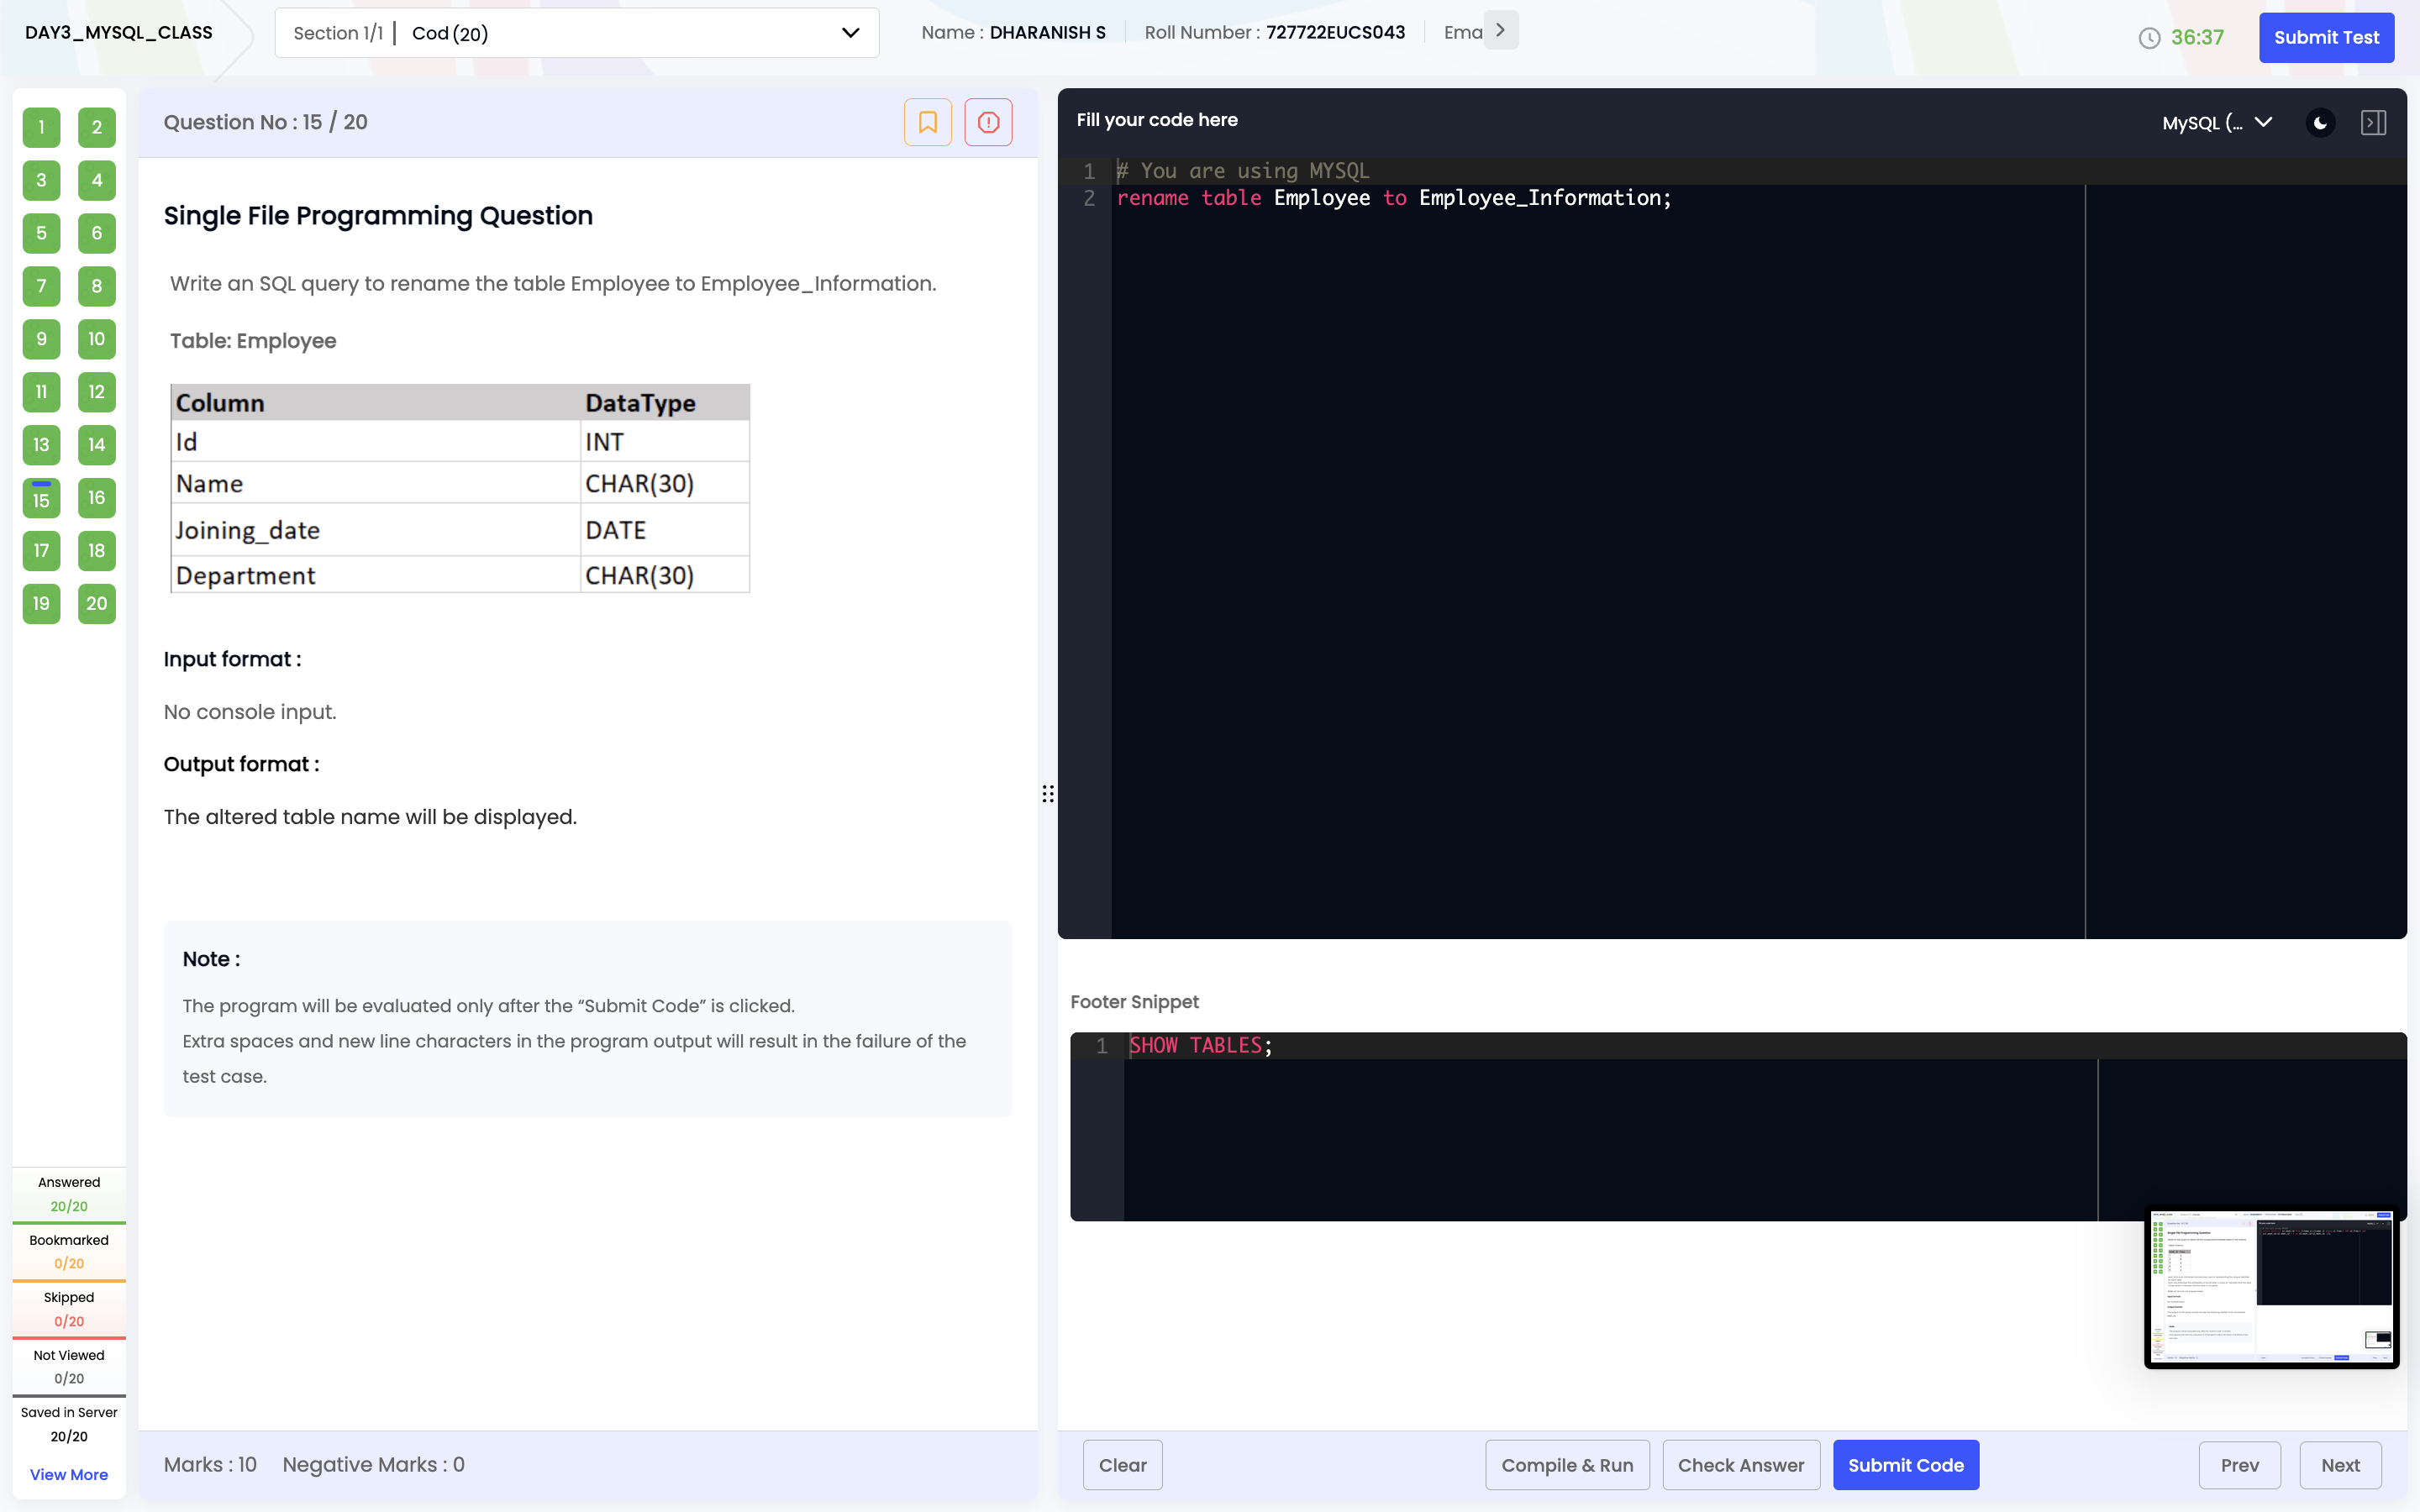 DAY3_MYSQL_CLASS
Section 1/1 | Cod (20)
Name : DHARANISH S
Roll Number : 727722EUCS043
Ema
36:37
Submit Test
1 2
3 4
5 6
7 8
9 10
11 12
13 14
15 16
17 18
19 20
Answered
20/20
Bookmarked
0/20
Skipped
0/20
Not Viewed
0/20
Saved in Server
20/20
View More
Question No : 15 / 20
Single File Programming Question
Write an SQL query to rename the table Employee to Employee_Information.
Table: Employee
Column DataType
Id INT
Name CHAR(30)
Joining_date DATE
Department CHAR(30)
Input format :
No console input.
Output format :
The altered table name will be displayed.
Note :
The program will be evaluated only after the “Submit Code” is clicked.
Extra spaces and new line characters in the program output will result in the failure of the
test case.
Marks : 10 Negative Marks : 0
Fill your code here
MySQL (...
1 # You are using MYSQL
2 rename table Employee to Employee_Information;
Footer Snippet
1 SHOW TABLES;
Clear
Compile & Run
Check Answer
Submit Code
Prev
Next